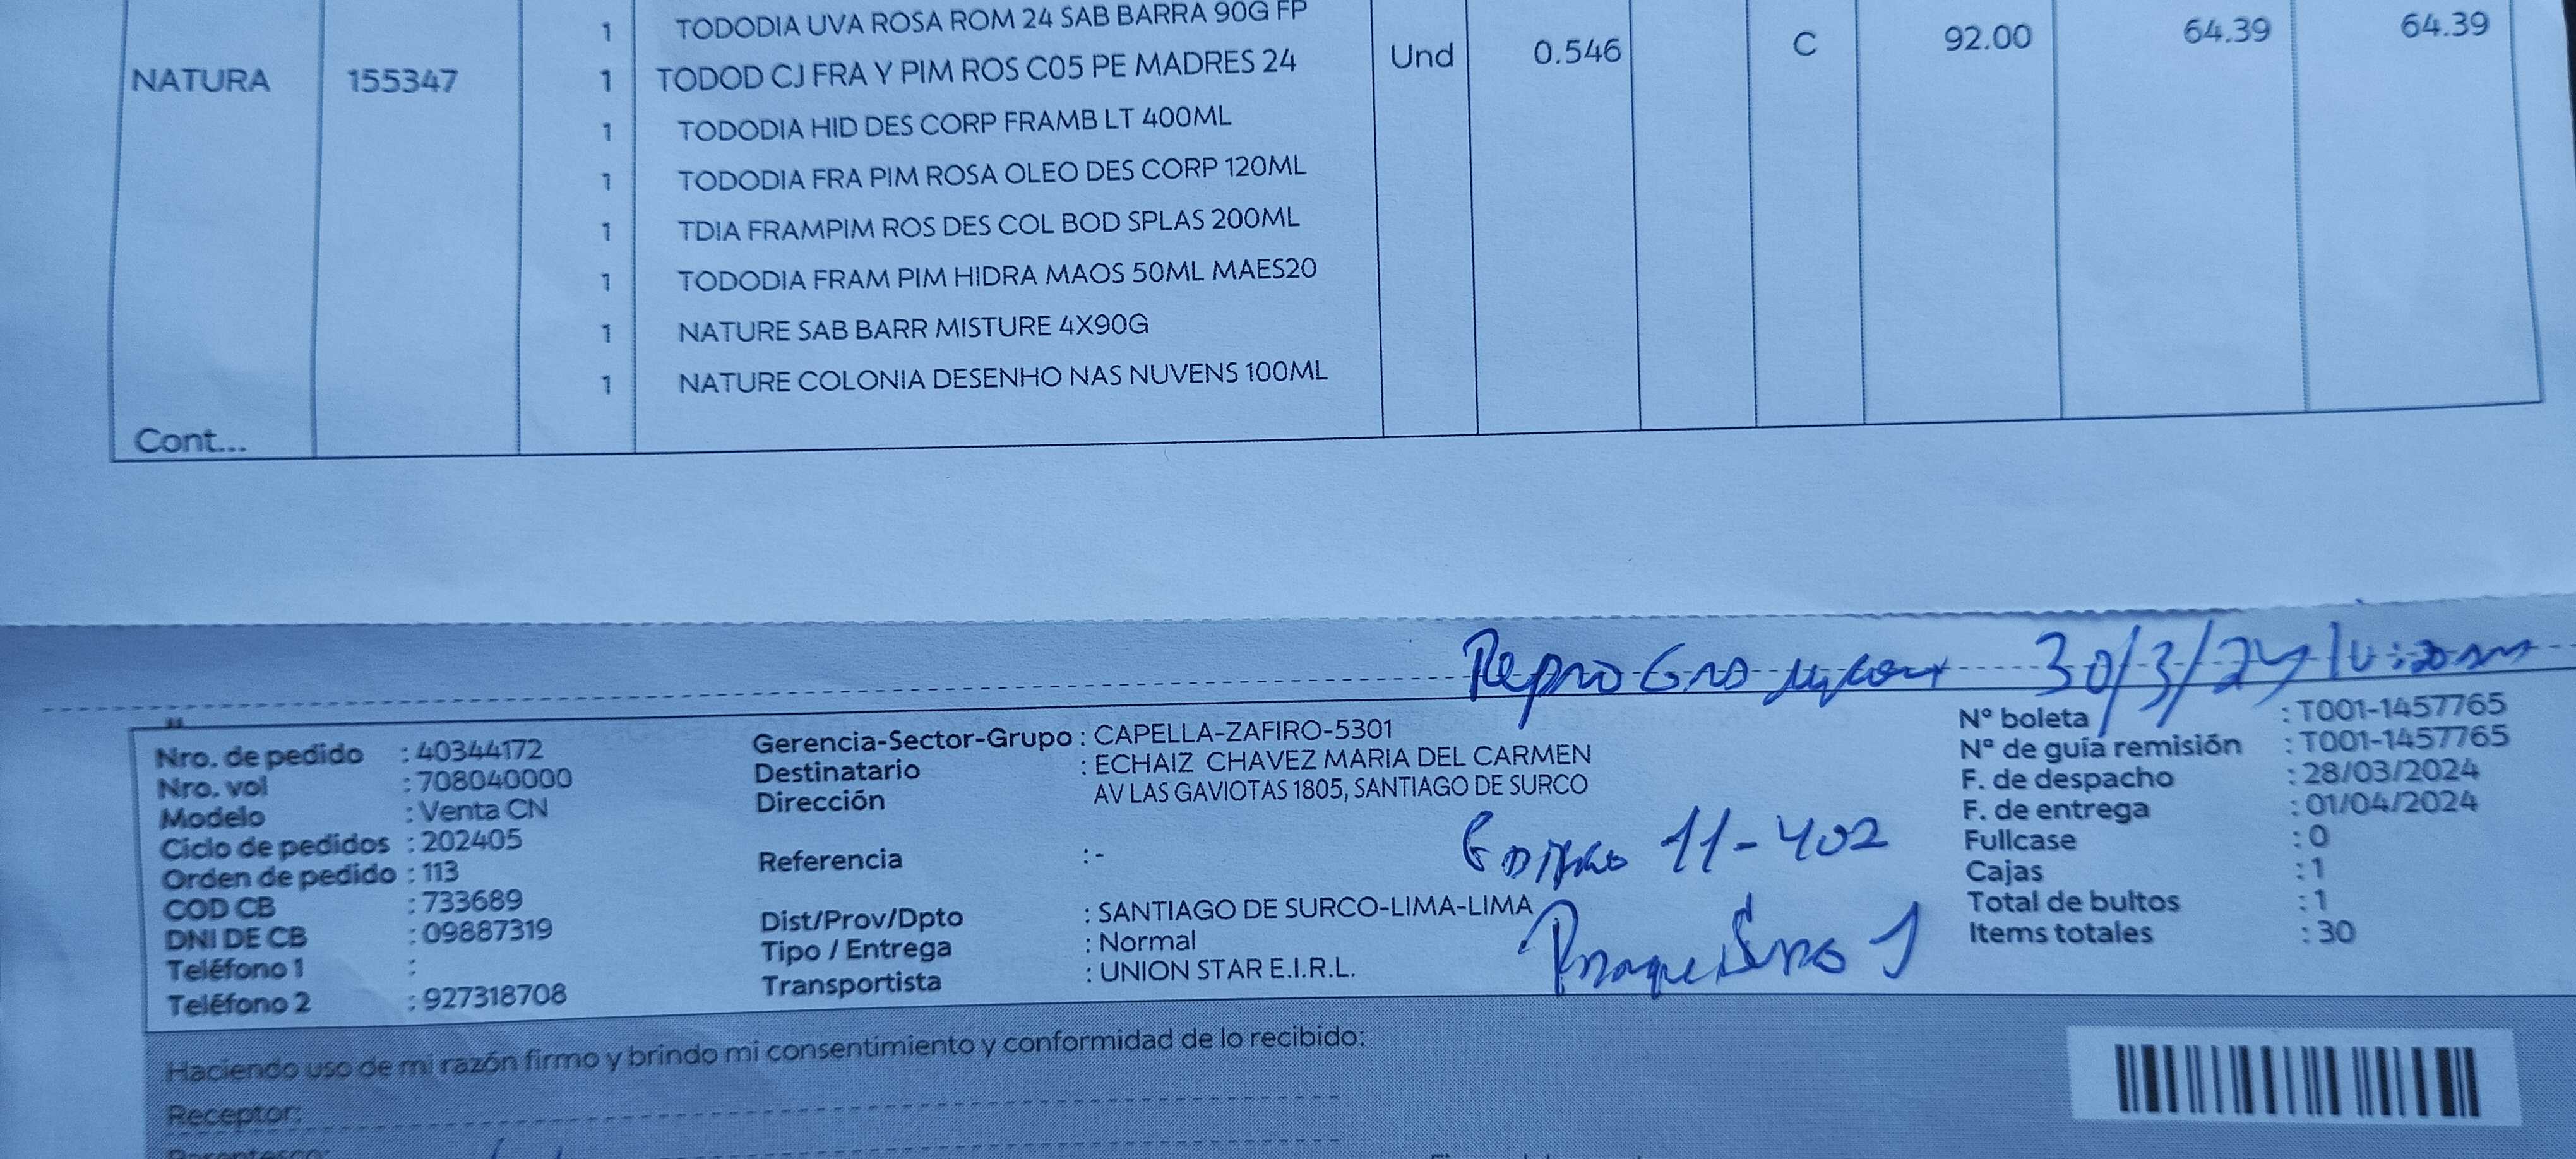 1 TODODIA UVA ROSA ROM 24 SAB BARRA 90G FP
NATURA 155347 1 TODOD CJ FRA Y PIM ROS C05 PE MADRES 24 Und 0.546 C 92.00 64.39 64.39
1 TODODIA HID DES CORP FRAMB LT 400ML
1 TODODIA FRA PIM ROSA OLEO DES CORP 120ML
1 TDIA FRAMPIM ROS DES COL BOD SPLAS 200ML
1 TODODIA FRAM PIM HIDRA MAOS 50ML MAES20
1 NATURE SAB BARR MISTURE 4X90G
1 NATURE COLONIA DESENHO NAS NUVENS 100ML
Cont...
30/3/24
Nro. de pedido : 40344172
Nro. vol : 708040000
Modelo : Venta CN
Ciclo de pedidos : 202405
Orden de pedido : 113
COD CB : 733689
DNI DE CB : 09887319
Teléfono 1 :
Teléfono 2 : 927318708
Gerencia-Sector-Grupo : CAPELLA-ZAFIRO-5301
Destinatario : ECHAIZ CHAVEZ MARIA DEL CARMEN
Dirección AV LAS GAVIOTAS 1805, SANTIAGO DE SURCO
Referencia : -
Edifico 11-402
Dist/Prov/Dpto : SANTIAGO DE SURCO-LIMA-LIMA
Tipo / Entrega : Normal
Transportista : UNION STAR E.I.R.L.
N° boleta : T001-1457765
N° de guía remisión : T001-1457765
F. de despacho : 28/03/2024
F. de entrega : 01/04/2024
Fullcase : 0
Cajas : 1
Total de bultos : 1
Items totales : 30
Haciendo uso de mi razón firmo y brindo mi consentimiento y conformidad de lo recibido:
Receptor:
Parentesco: